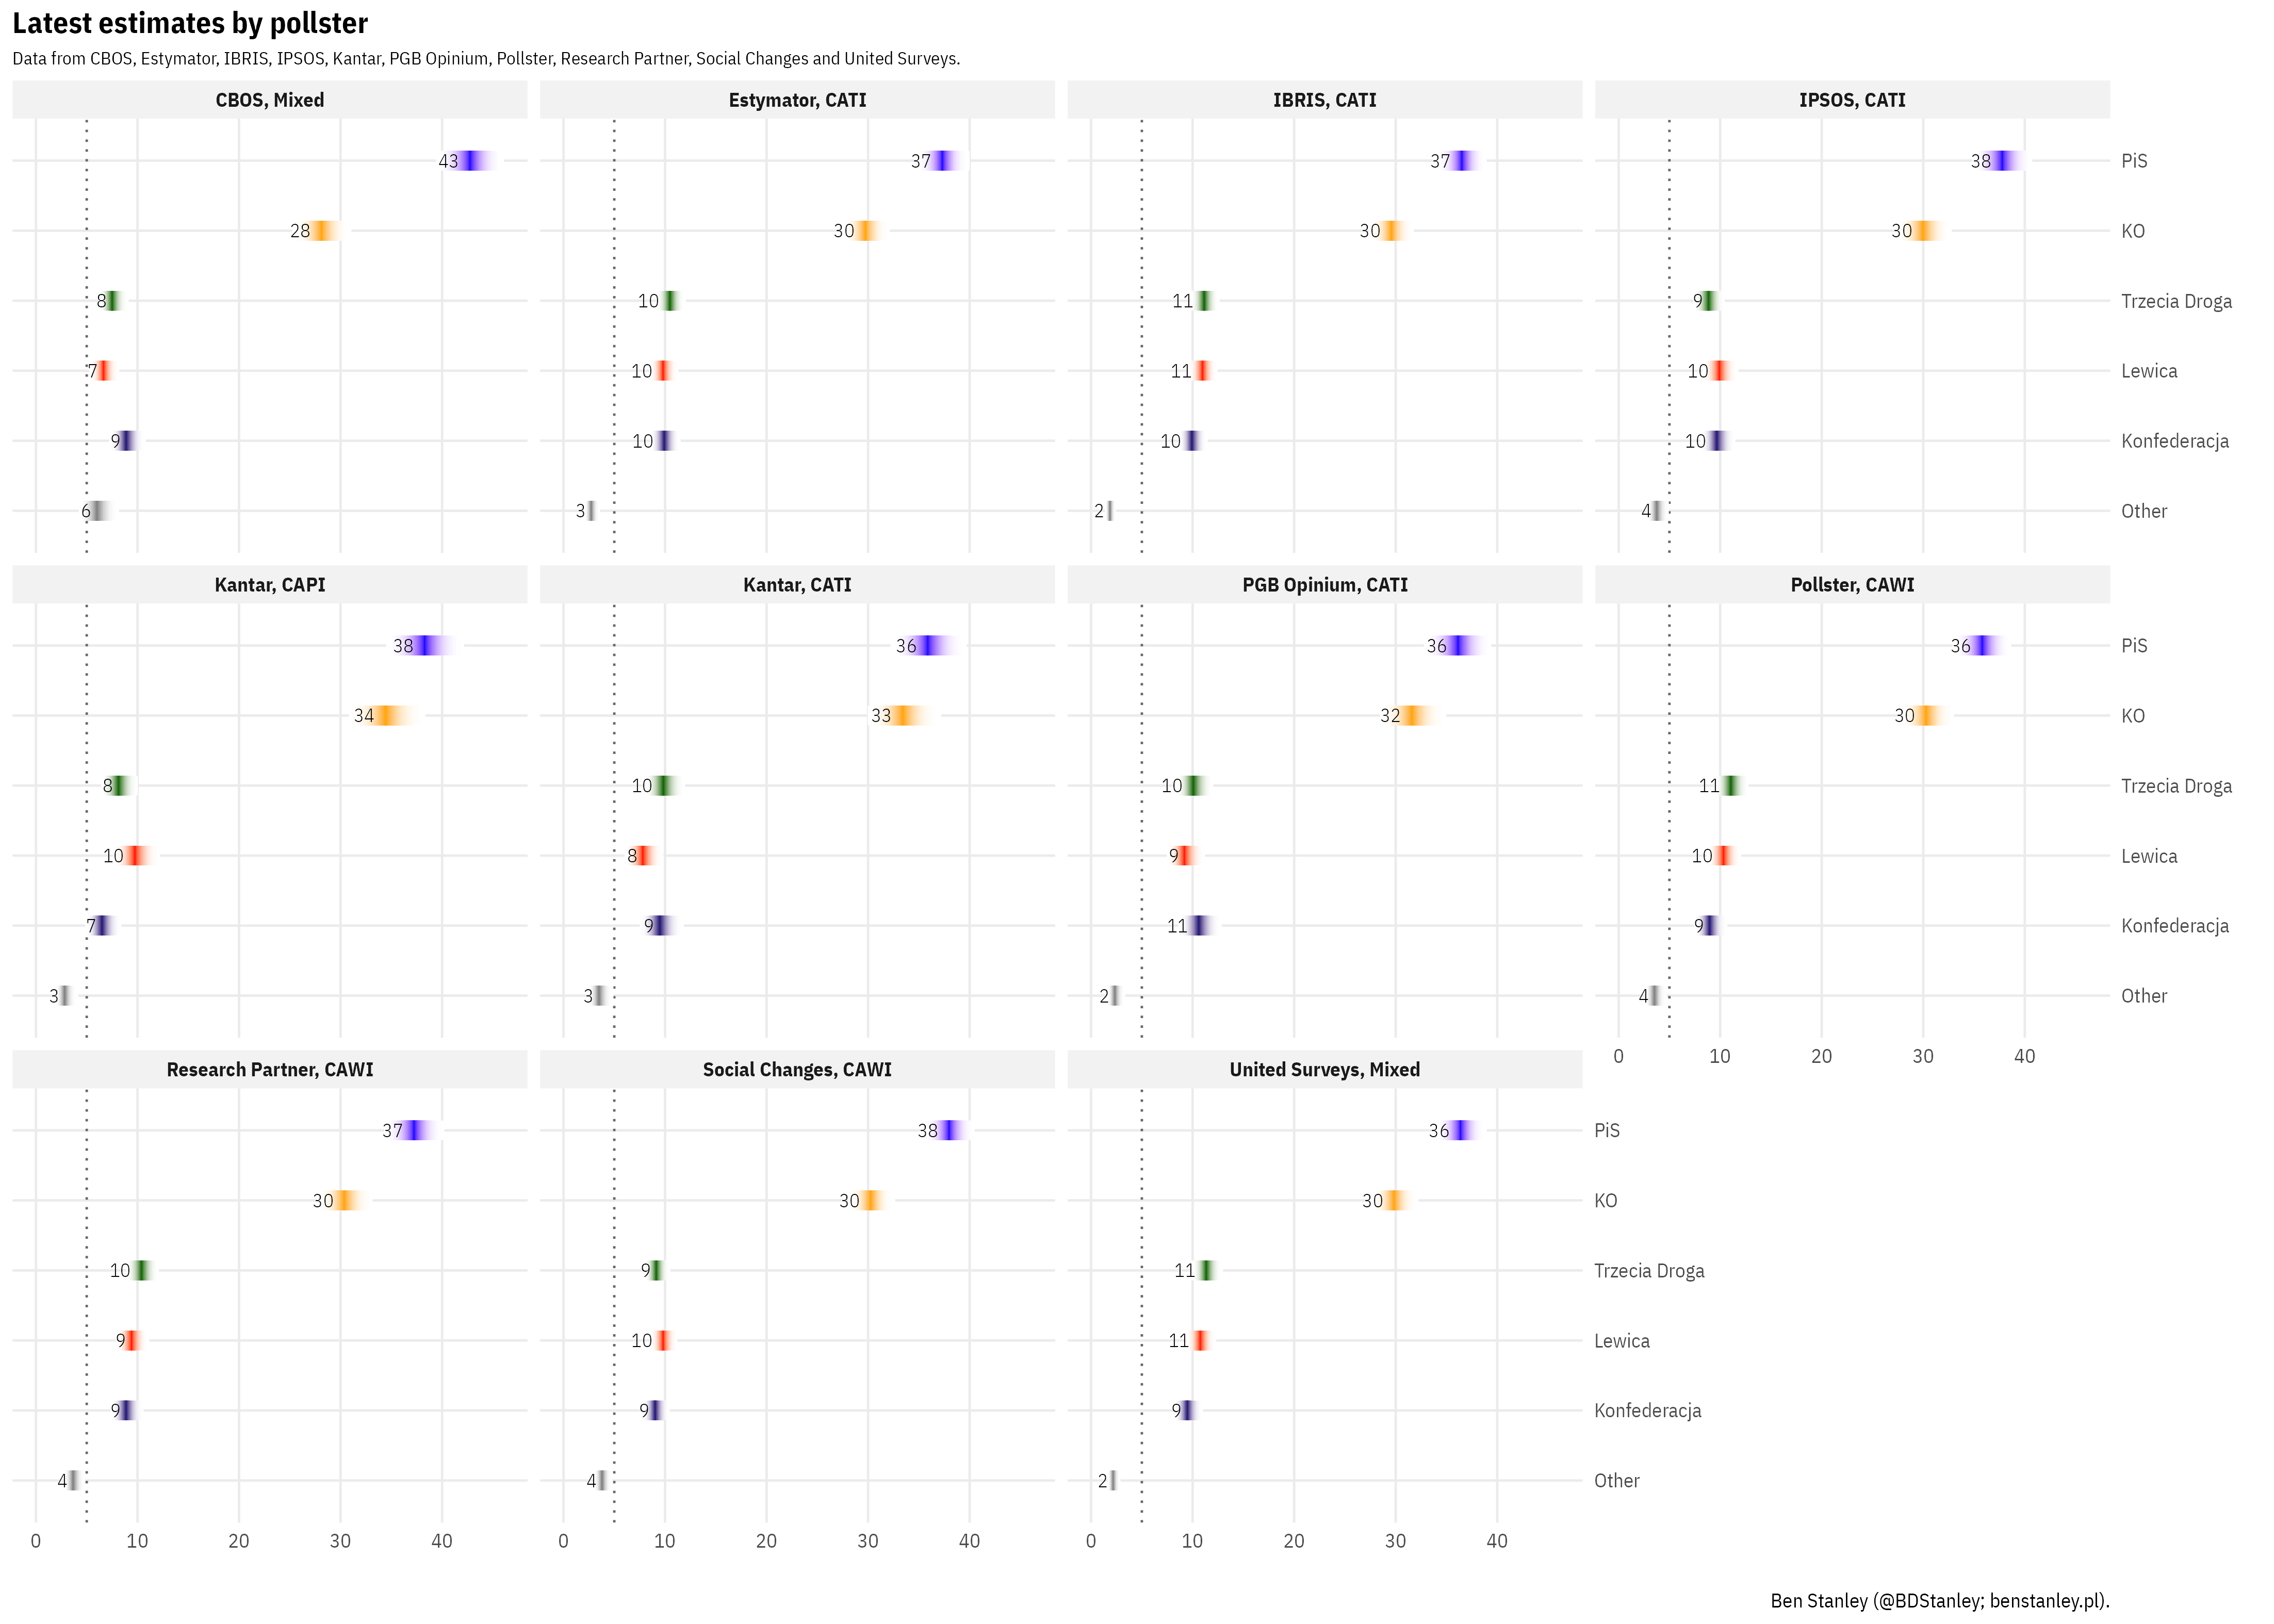 Latest estimates by pollster
Data from CBOS, Estymator, IBRIS, IPSOS, Kantar, PGB Opinium, Pollster, Research Partner, Social Changes and United Surveys.
CBOS, Mixed Estymator, CATI IBRIS, CATI IPSOS, CATI
43 37 37 38 PiS
28 30 30 30 KO
8 10 11 9 Trzecia Droga
7 10 11 10 Lewica
9 10 10 10 Konfederacja
6 3 2 4 Other
Kantar, CAPI Kantar, CATI PGB Opinium, CATI Pollster, CAWI
38 36 36 36 PiS
34 33 32 30 KO
8 10 10 11 Trzecia Droga
10 8 9 10 Lewica
7 9 11 9 Konfederacja
3 3 2 4 Other
0 10 20 30 40
Research Partner, CAWI Social Changes, CAWI United Surveys, Mixed
37 38 36 PiS
30 30 30 KO
10 9 11 Trzecia Droga
9 10 11 Lewica
9 9 9 Konfederacja
4 4 2 Other
0 10 20 30 40 0 10 20 30 40 0 10 20 30 40
Ben Stanley (@BDStanley; benstanley.pl).